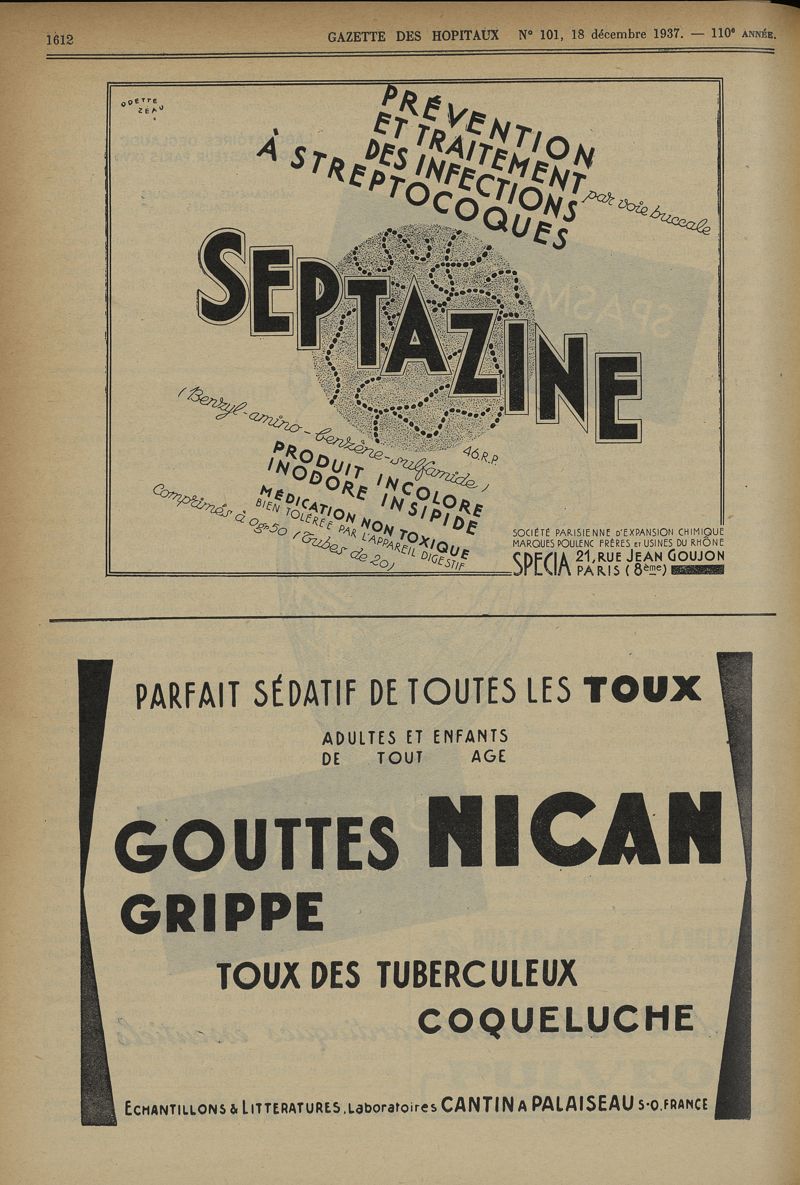 1612
GAZETTE DES HOPITAUX N° 101, 18 décembre 1937. — 110e ANNÉE.
ODETTE
ZÉAU
PRÉVENTION
ET TRAITEMENT
DES INFECTIONS
À STREPTOCOQUES
par voie buccale
SEPTAZINE
(Benzyl-amino-benzène-sulfamide)
46.R.P.
PRODUIT INCOLORE
INODORE INSIPIDE
MÉDICATION NON TOXIQUE
BIEN TOLÉRÉE PAR L'APPAREIL DIGESTIF
Comprimés à 0gr50 (Tubes de 20)
SOCIÉTÉ PARISIENNE D'EXPANSION CHIMIQUE
MARQUES POULENC FRÈRES ET USINES DU RHÔNE
SPECIA 21, RUE JEAN GOUJON
PARIS (8ème)
PARFAIT SÉDATIF DE TOUTES LES TOUX
ADULTES ET ENFANTS
DE TOUT AGE
GOUTTES NICAN
GRIPPE
TOUX DES TUBERCULEUX
COQUELUCHE
ECHANTILLONS & LITTERATURES. Laboratoires CANTIN A PALAISEAU S.-O. FRANCE